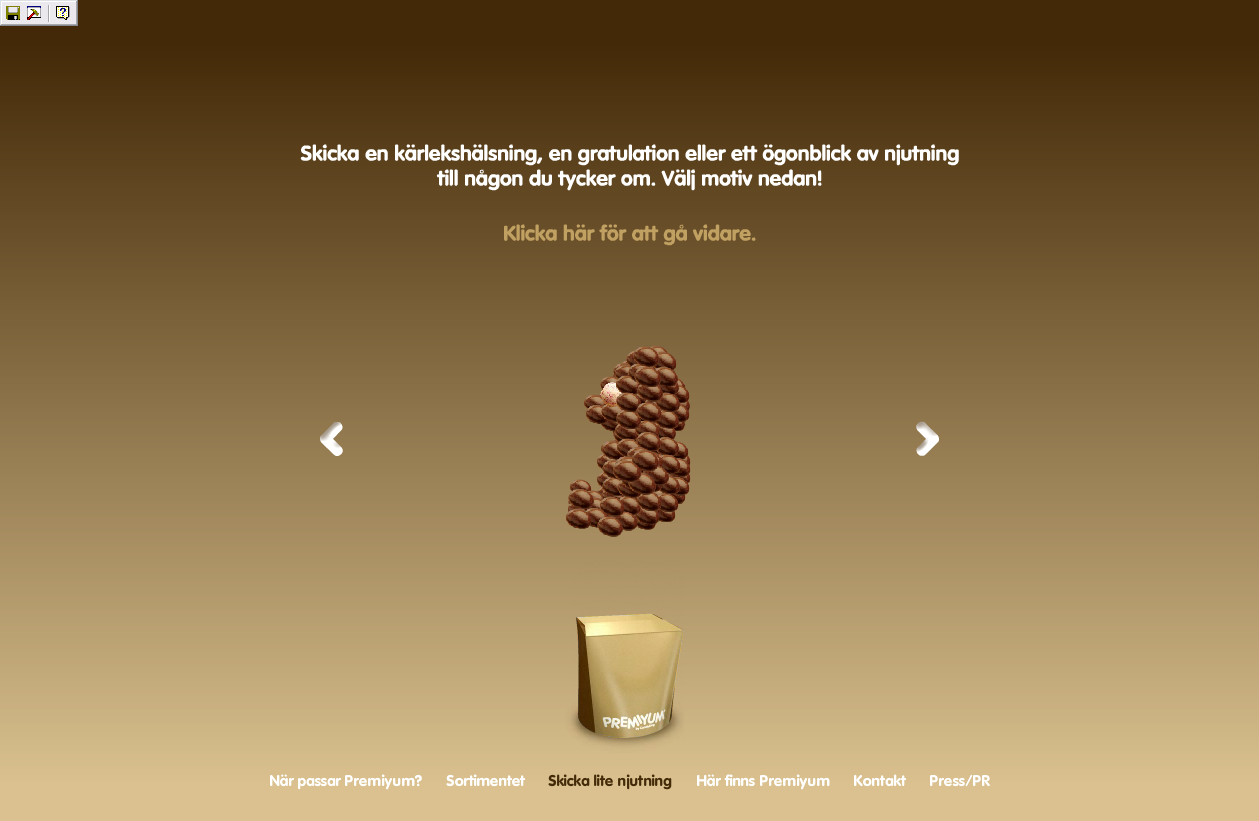 Skicka en kärlekshälsning, en gratulation eller ett ögonblick av njutning
till någon du tycker om. Välj motiv nedan!
Klicka här för att gå vidare.
PREMIYUM
När passar Premiyum? Sortimentet Skicka lite njutning Här finns Premiyum Kontakt Press/PR